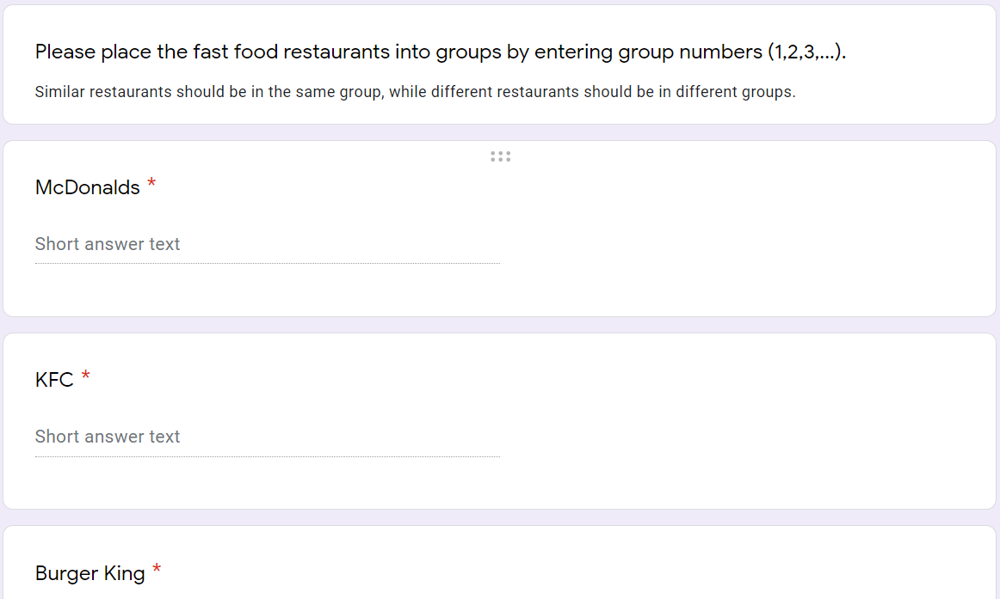 Please place the fast food restaurants into groups by entering group numbers (1,2,3,...).
Similar restaurants should be in the same group, while different restaurants should be in different groups.
McDonalds *
Short answer text
KFC *
Short answer text
Burger King *